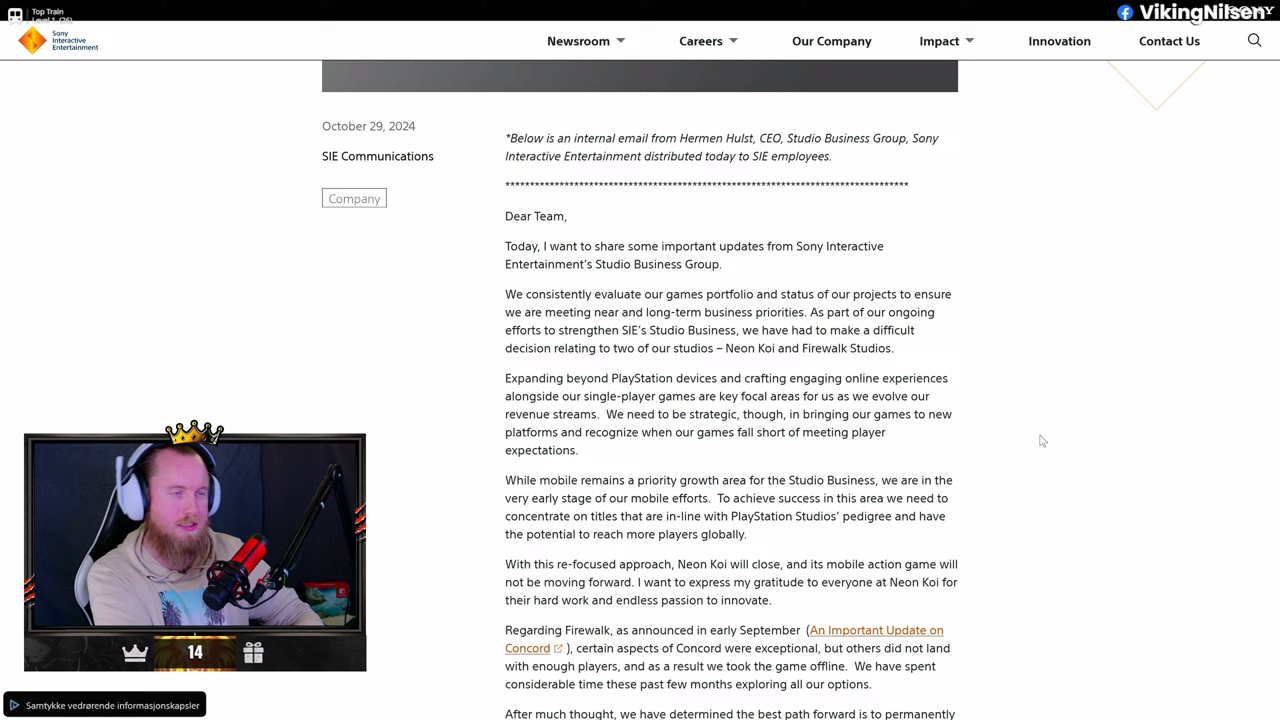 Top Train
Level 1 (26)
VikingNilsen
SONY
Sony
Interactive
Entertainment
Newsroom
Careers
Our Company
Impact
Innovation
Contact Us
October 29, 2024
SIE Communications
Company
*Below is an internal email from Hermen Hulst, CEO, Studio Business Group, Sony
Interactive Entertainment distributed today to SIE employees.
**********************************************************************************
Dear Team,
Today, I want to share some important updates from Sony Interactive
Entertainment’s Studio Business Group.
We consistently evaluate our games portfolio and status of our projects to ensure
we are meeting near and long-term business priorities. As part of our ongoing
efforts to strengthen SIE’s Studio Business, we have had to make a difficult
decision relating to two of our studios – Neon Koi and Firewalk Studios.
Expanding beyond PlayStation devices and crafting engaging online experiences
alongside our single-player games are key focal areas for us as we evolve our
revenue streams.  We need to be strategic, though, in bringing our games to new
platforms and recognize when our games fall short of meeting player
expectations.
While mobile remains a priority growth area for the Studio Business, we are in the
very early stage of our mobile efforts.  To achieve success in this area we need to
concentrate on titles that are in-line with PlayStation Studios’ pedigree and have
the potential to reach more players globally.
With this re-focused approach, Neon Koi will close, and its mobile action game will
not be moving forward. I want to express my gratitude to everyone at Neon Koi for
their hard work and endless passion to innovate.
Regarding Firewalk, as announced in early September  (An Important Update on
Concord ), certain aspects of Concord were exceptional, but others did not land
with enough players, and as a result we took the game offline.  We have spent
considerable time these past few months exploring all our options.
After much thought, we have determined the best path forward is to permanently
14
Samtykke vedrørende informasjonskapsler